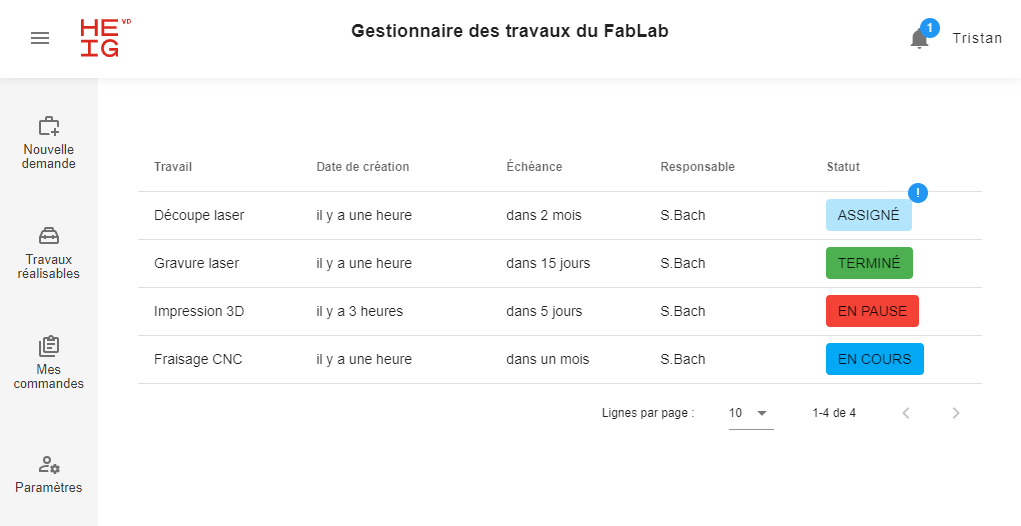 HE VD
IG
Gestionnaire des travaux du FabLab
1
Tristan
Nouvelle
demande
Travaux
réalisables
Mes
commandes
Paramètres
Travail Date de création Échéance Responsable Statut
!
Découpe laser il y a une heure dans 2 mois S.Bach ASSIGNÉ
Gravure laser il y a une heure dans 15 jours S.Bach TERMINÉ
Impression 3D il y a 3 heures dans 5 jours S.Bach EN PAUSE
Fraisage CNC il y a une heure dans un mois S.Bach EN COURS
Lignes par page : 10 1-4 de 4